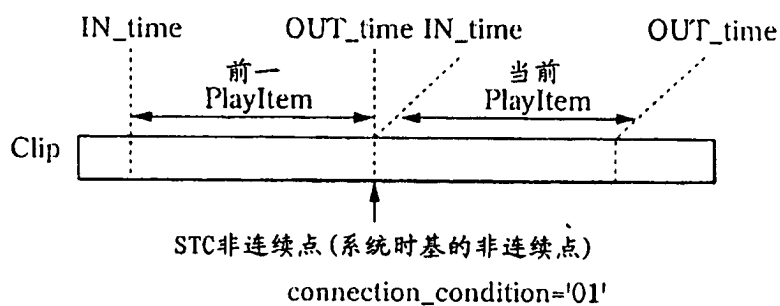 IN_time OUT_time IN_time OUT_time
前一 当前
PlayItem PlayItem
Clip
STC非连续点(系统时基的非连续点)
connection_condition='01'